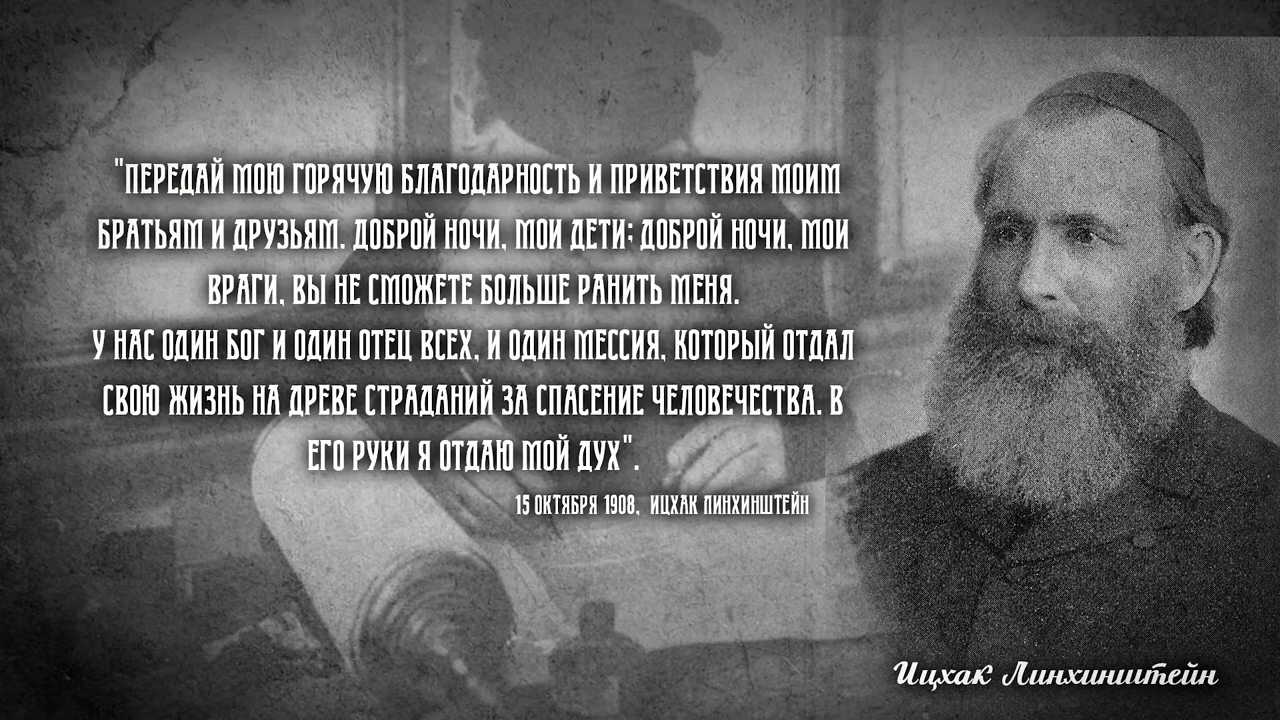 "ПЕРЕДАЙ МОЮ ГОРЯЧУЮ БЛАГОДАРНОСТЬ И ПРИВЕТСТВИЯ МОИМ
БРАТЬЯМ И ДРУЗЬЯМ. ДОБРОЙ НОЧИ, МОИ ДЕТИ; ДОБРОЙ НОЧИ, МОИ
ВРАГИ, ВЫ НЕ СМОЖЕТЕ БОЛЬШЕ РАНИТЬ МЕНЯ.
У НАС ОДИН БОГ И ОДИН ОТЕЦ ВСЕХ, И ОДИН МЕССИЯ, КОТОРЫЙ ОТДАЛ
СВОЮ ЖИЗНЬ НА ДРЕВЕ СТРАДАНИЙ ЗА СПАСЕНИЕ ЧЕЛОВЕЧЕСТВА. В
ЕГО РУКИ Я ОТДАЮ МОЙ ДУХ".
15 ОКТЯБРЯ 1908, ИЦХАК ЛИНХИНШТЕЙН
Ицхак Линхинштейн